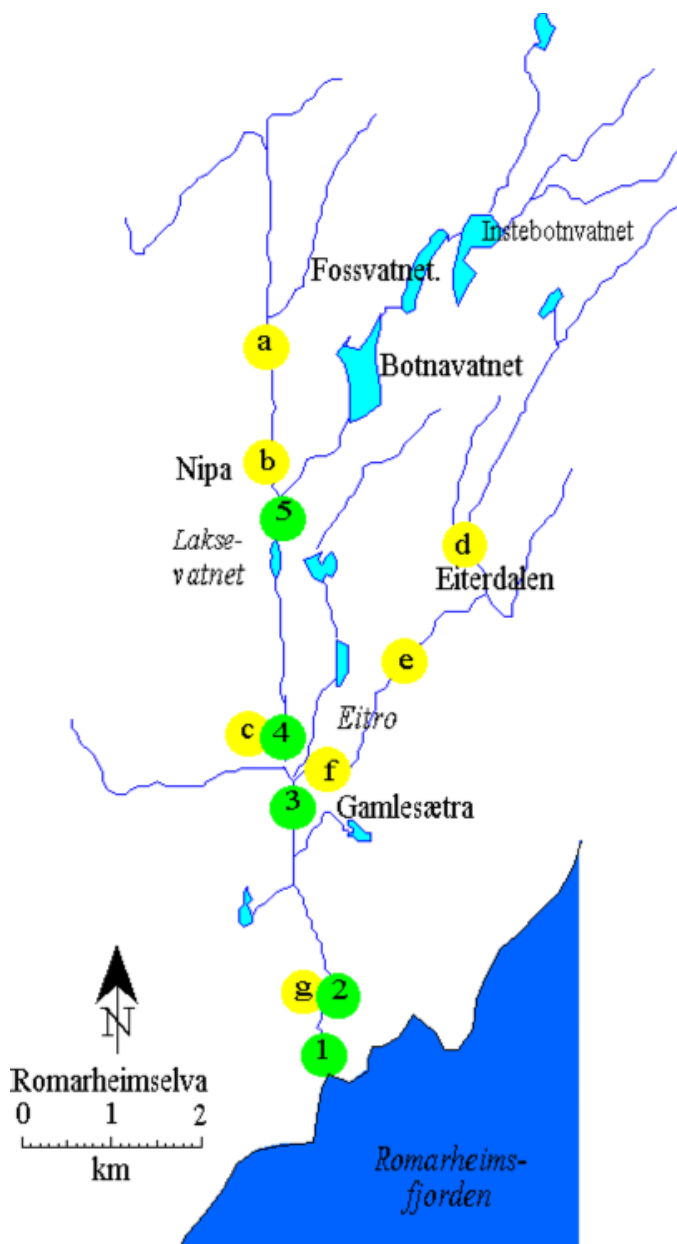 Instebotnvatnet
Fossvatnet.
a
Botnavatnet
b
Nipa
5
Lakse-
vatnet
d
Eiterdalen
e
Eitro
c
4
f
3
Gamlesætra
g
2
N
1
Romarheimselva
0 1 2
km
Romarheims-
fjorden